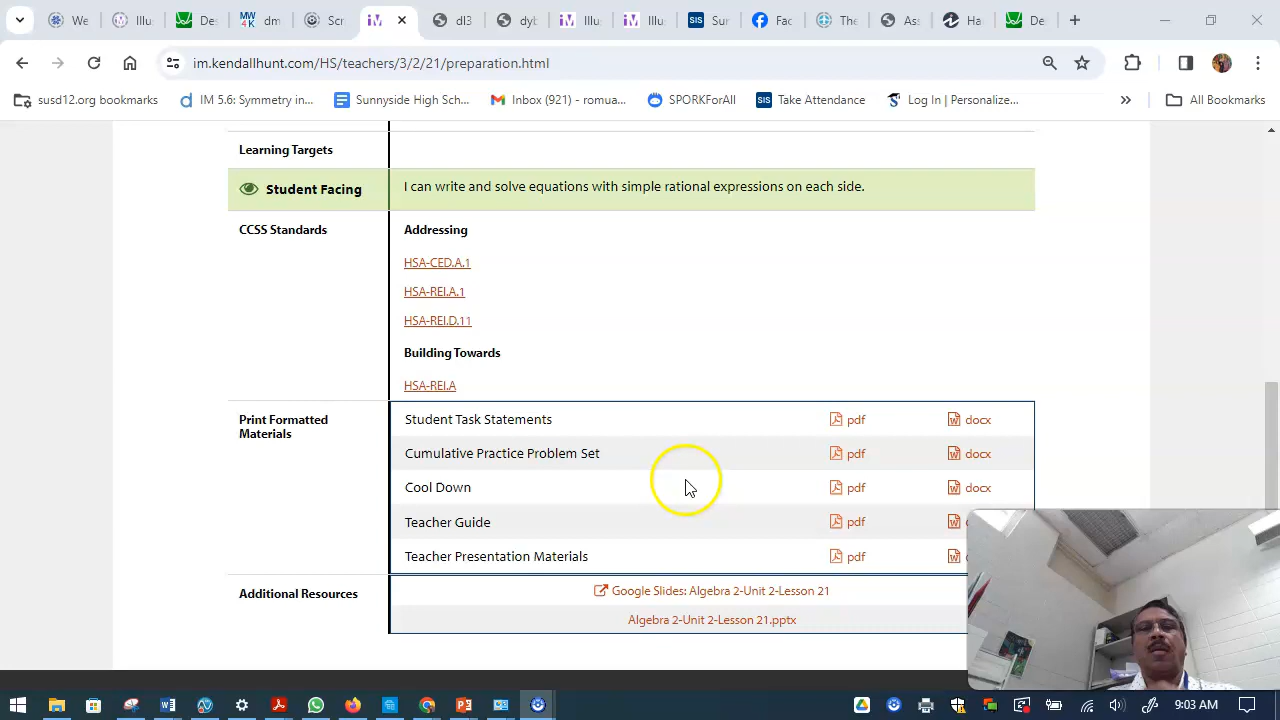 We
Illu
Des
MW 4K dm
Scr
dl3
dyb
Illu
Illu
SIS Sur
Fac
The
Ass
Ha
De
im.kendallhunt.com/HS/teachers/3/2/21/preparation.html
susd12.org bookmarks
IM 5.6: Symmetry in...
Sunnyside High Sch...
Inbox (921) – romua...
SPORKForAll
SIS Take Attendance
Log In | Personalize...
»
All Bookmarks
Learning Targets
Student Facing I can write and solve equations with simple rational expressions on each side.
CCSS Standards Addressing
HSA-CED.A.1
HSA-REI.A.1
HSA-REI.D.11
Building Towards
HSA-REI.A
Print Formatted
Materials
Student Task Statements pdf docx
Cumulative Practice Problem Set pdf docx
Cool Down pdf docx
Teacher Guide pdf
Teacher Presentation Materials pdf
Additional Resources Google Slides: Algebra 2-Unit 2-Lesson 21
Algebra 2-Unit 2-Lesson 21.pptx
9:03 AM